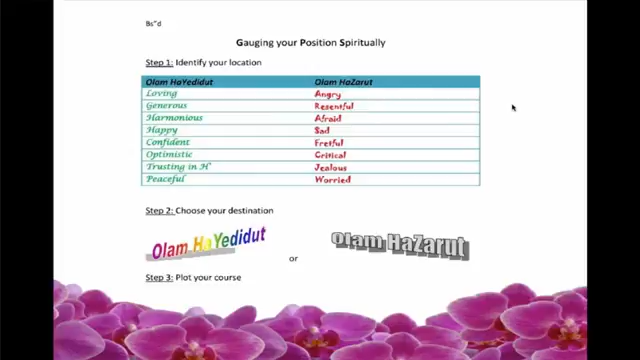 Bs"d
Gauging your Position Spiritually
Step 1: Identify your location
Olam HaYedidut Olam HaZarut
Loving Angry
Generous Resentful
Harmonious Afraid
Happy Sad
Confident Fretful
Optimistic Critical
Trusting in H' Jealous
Peaceful Worried
Step 2: Choose your destination
Olam HaYedidut or Olam HaZarut
Step 3: Plot your course